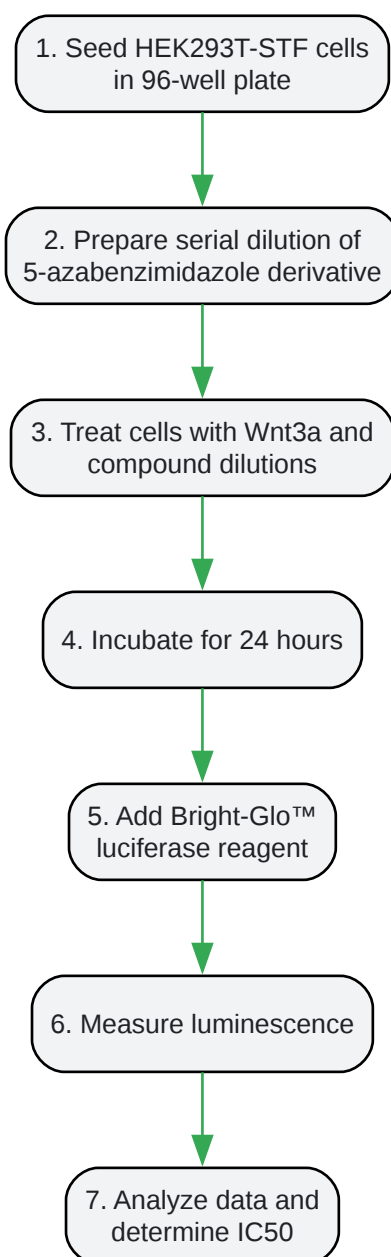 1. Seed HEK293T-STF cells
in 96-well plate
2. Prepare serial dilution of
5-azabenzimidazole derivative
3. Treat cells with Wnt3a and
compound dilutions
4. Incubate for 24 hours
5. Add Bright-Glo™
luciferase reagent
6. Measure luminescence
7. Analyze data and
determine IC50